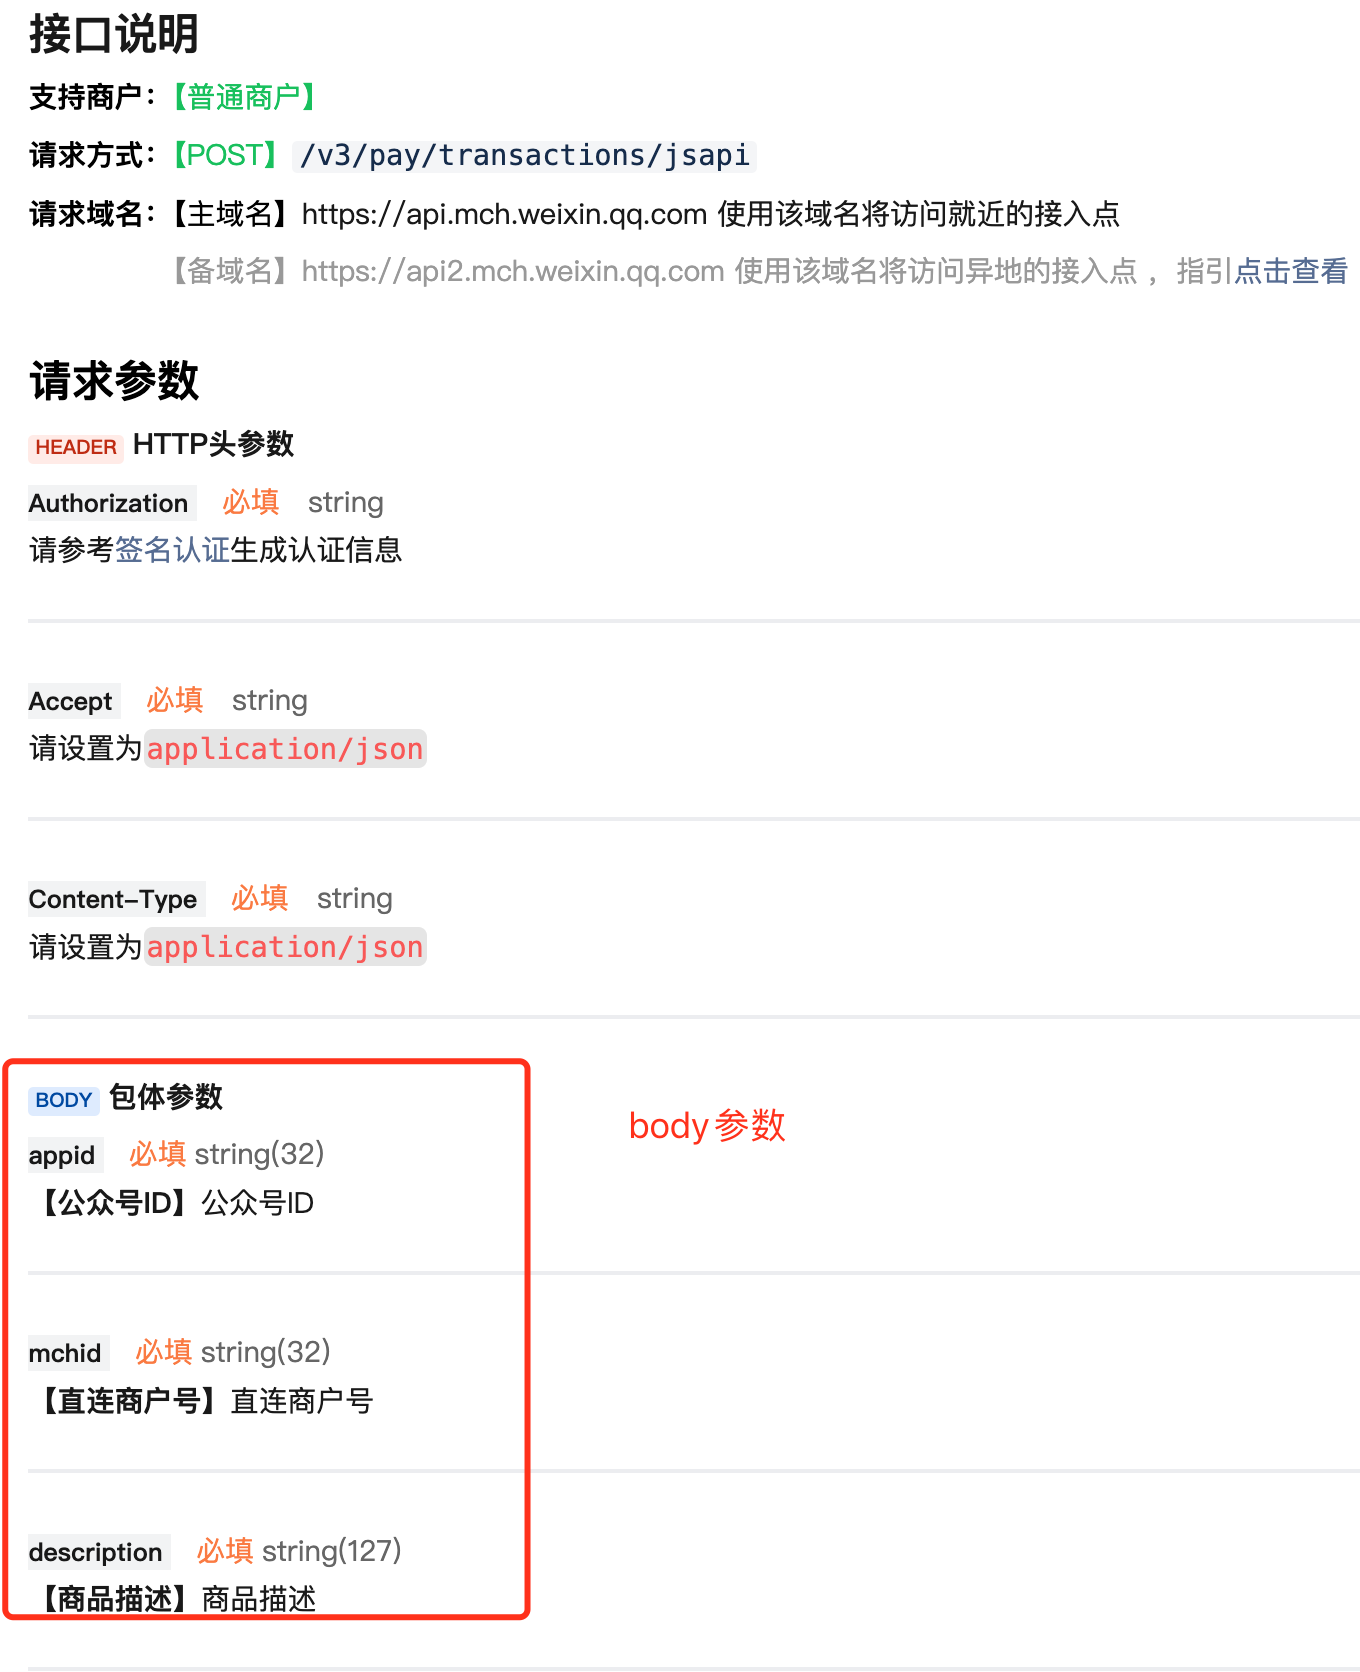 接口说明
支持商户：【普通商户】
请求方式：【POST】/v3/pay/transactions/jsapi
请求域名：【主域名】https://api.mch.weixin.qq.com 使用该域名将访问就近的接入点
【备域名】https://api2.mch.weixin.qq.com 使用该域名将访问异地的接入点 ，指引点击查看
请求参数
HEADER HTTP头参数
Authorization 必填 string
请参考签名认证生成认证信息
Accept 必填 string
请设置为application/json
Content-Type 必填 string
请设置为application/json
BODY 包体参数
body参数
appid 必填 string(32)
【公众号ID】公众号ID
mchid 必填 string(32)
【直连商户号】直连商户号
description 必填 string(127)
【商品描述】商品描述